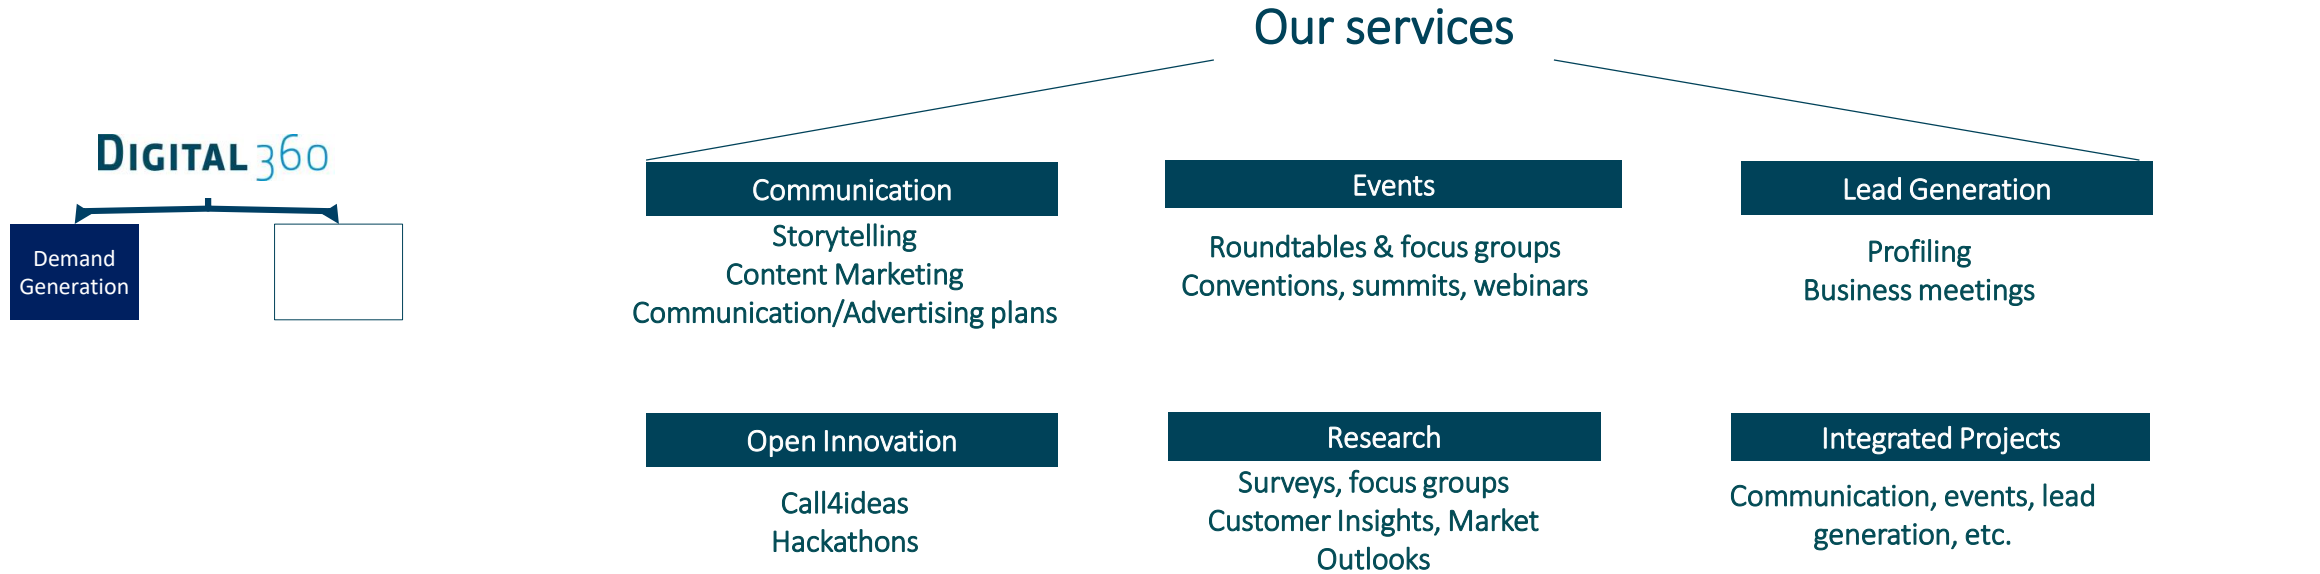 Our services
DIGITAL 360
Demand
Generation
Communication
Storytelling
Content Marketing
Communication/Advertising plans
Events
Roundtables & focus groups
Conventions, summits, webinars
Lead Generation
Profiling
Business meetings
Open Innovation
Call4ideas
Hackathons
Research
Surveys, focus groups
Customer Insights, Market
Outlooks
Integrated Projects
Communication, events, lead
generation, etc.